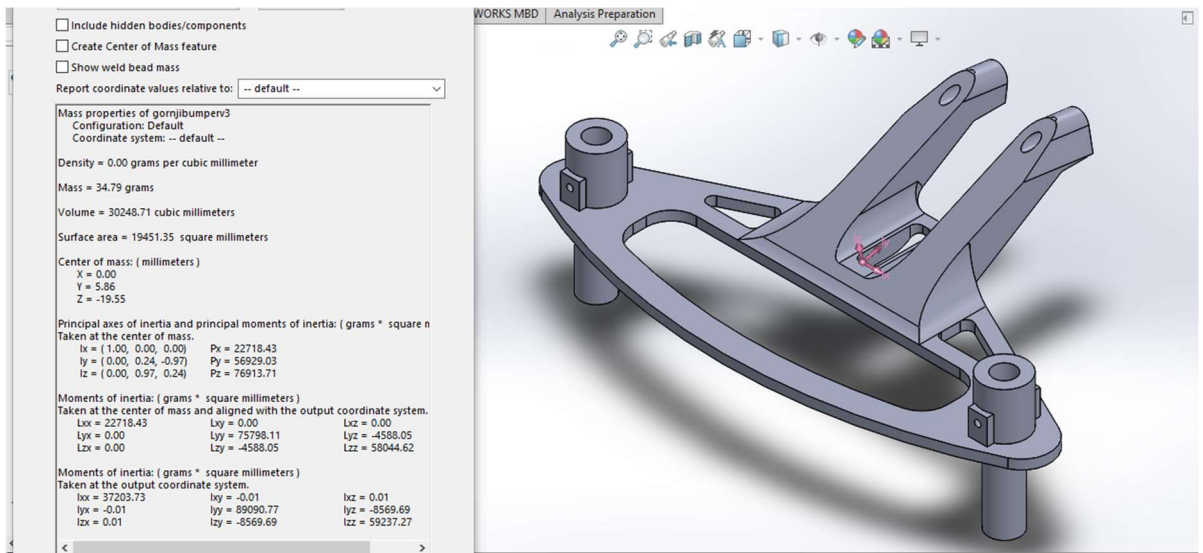 WORKS MBD
Analysis Preparation
Include hidden bodies/components
Create Center of Mass feature
Show weld bead mass
Report coordinate values relative to: -- default --
Mass properties of gornjibumperv3
Configuration: Default
Coordinate system: -- default --
Density = 0.00 grams per cubic millimeter
Mass = 34.79 grams
Volume = 30248.71 cubic millimeters
Surface area = 19451.35 square millimeters
Center of mass: ( millimeters )
X = 0.00
Y = 5.86
Z = -19.55
Principal axes of inertia and principal moments of inertia: ( grams * square m
Taken at the center of mass.
Ix = ( 1.00, 0.00, 0.00) Px = 22718.43
Iy = ( 0.00, 0.24, -0.97) Py = 56929.03
Iz = ( 0.00, 0.97, 0.24) Pz = 76913.71
Moments of inertia: ( grams * square millimeters )
Taken at the center of mass and aligned with the output coordinate system.
Lxx = 22718.43 Lxy = 0.00 Lxz = 0.00
Lyx = 0.00 Lyy = 75798.11 Lyz = -4588.05
Lzx = 0.00 Lzy = -4588.05 Lzz = 58044.62
Moments of inertia: ( grams * square millimeters )
Taken at the output coordinate system.
Ixx = 37203.73 Ixy = -0.01 Ixz = 0.01
Iyx = -0.01 Iyy = 89090.77 Iyz = -8569.69
Izx = 0.01 Izy = -8569.69 Izz = 59237.27